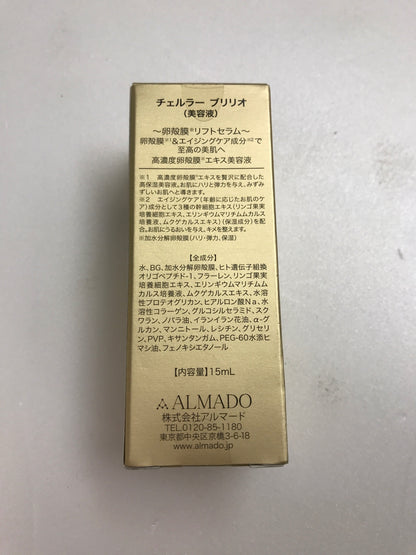 チェルラー ブリリオ
(美容液)
〜卵殻膜※リフトセラム〜
卵殻膜※1&エイジングケア成分※2で
至高の美肌へ
高濃度卵殻膜※エキス美容液
※1 高濃度卵殻膜※エキスを贅沢に配合した
高保湿美容液。お肌にハリと弾力を与え、みずみ
ずしいお肌へと導きます。
※2 エイジングケア(年齢に応じたお肌のケ
ア)成分として3種の幹細胞エキス(リンゴ果実
培養細胞エキス、エリンギウムマリチムムカルス
培養液、ムクゲカルスエキス)(保湿成分)を配
合。お肌にうるおいを与え、キメを整えます。
※加水分解卵殻膜(ハリ・弾力、保湿)
【全成分】
水、BG、加水分解卵殻膜、ヒト遺伝子組換
オリゴペプチド-1、フラーレン、リンゴ果実
培養細胞エキス、エリンギウムマリチムム
カルス培養液、ムクゲカルスエキス、水溶
性プロテオグリカン、ヒアルロン酸Na、水
溶性コラーゲン、グルコシルセラミド、スク
ワラン、ノバラ油、イランイラン花油、α-グ
ルカン、マンニトール、レシチン、グリセリ
ン、PVP、キサンタンガム、PEG-60水添ヒ
マシ油、フェノキシエタノール
【内容量】15mL
ALMADO
株式会社アルマード
TEL.0120-85-1180
東京都中央区京橋3-6-18
www.almado.jp